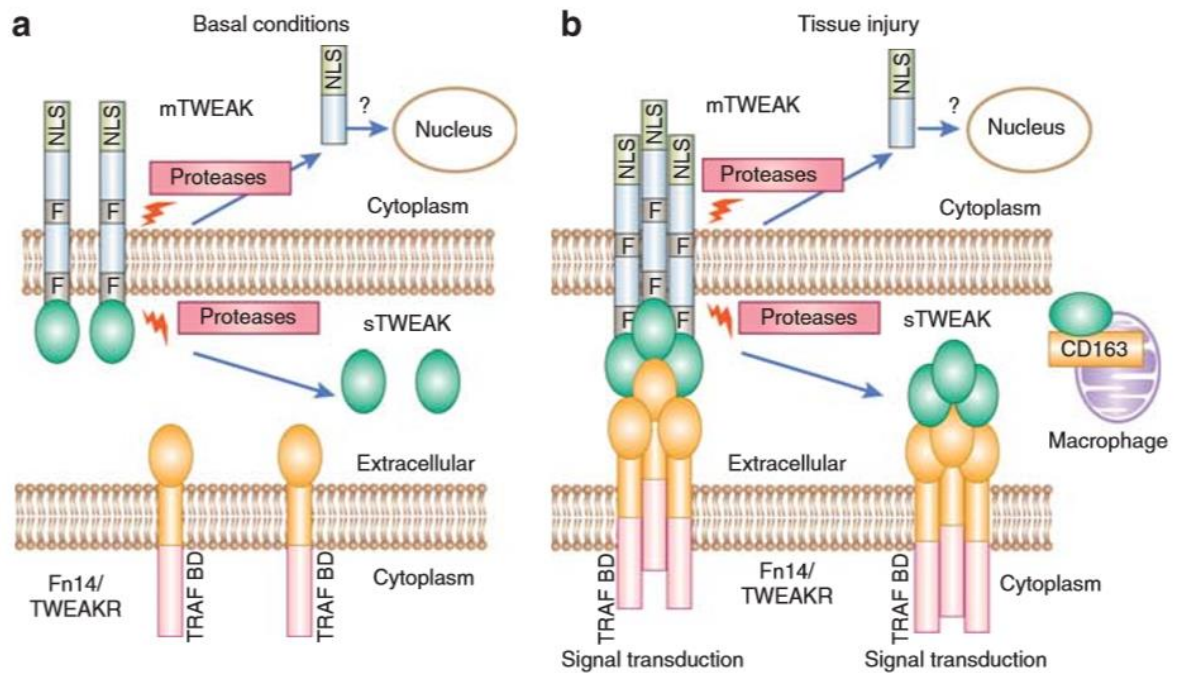 a
Basal conditions
NLS
NLS
NLS
mTWEAK
?
Nucleus
Proteases
F
F
Cytoplasm
F
F
Proteases
sTWEAK
Extracellular
Fn14/
TWEAKR
TRAF BD
TRAF BD
Cytoplasm
b
Tissue injury
NLS
NLS
NLS
NLS
mTWEAK
?
Nucleus
Proteases
F
Cytoplasm
F
F
F
F
F
Proteases
sTWEAK
CD163
Macrophage
Extracellular
TRAF BD
Fn14/
TWEAKR
TRAF BD
Cytoplasm
Signal transduction
Signal transduction